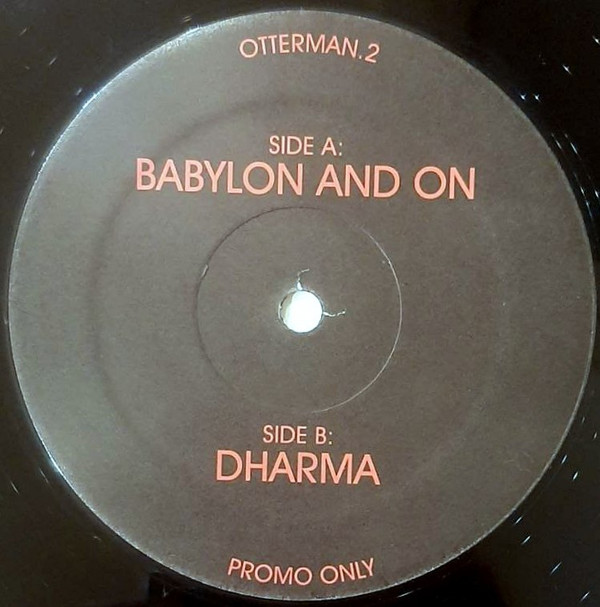 OTTERMAN.2
SIDE A:
BABYLON AND ON
SIDE B:
DHARMA
PROMO ONLY